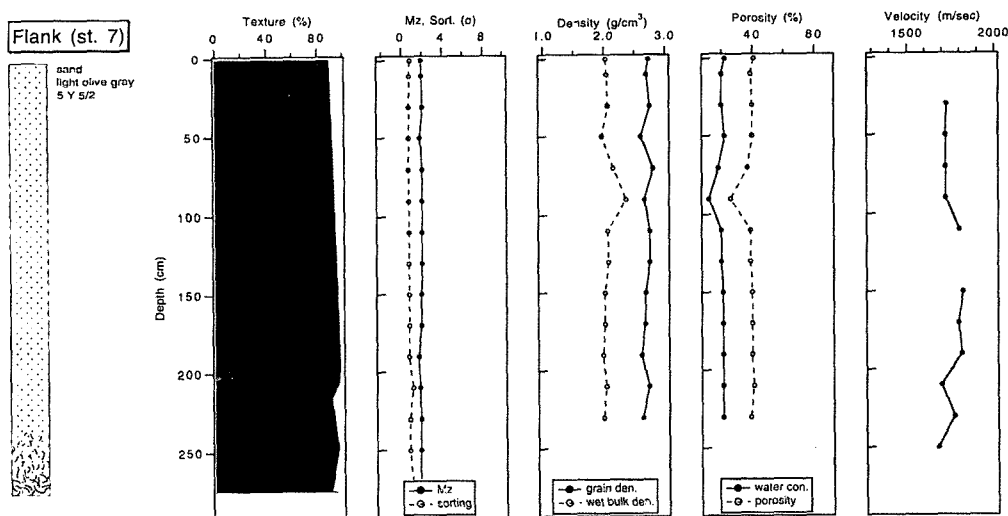 Texture (%)
Mz, Sort. (σ)
Density (g/cm³)
Porosity (%)
Velocity (m/sec)
Flank (st. 7)
0 40 80
0 4 8
1.0 2.0 3.0
20 40 80
1500 2000
sand
light olive gray
5 Y 5/2
Depth (cm)
0
50
100
150
200
250
Mz
sorting
grain den.
wet bulk den.
water con.
porosity